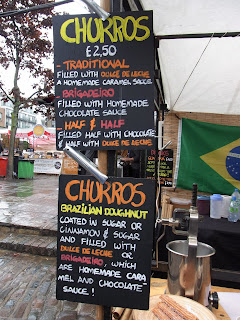 CHURROS
£2,50
- TRADITIONAL
FILLED WITH DULCE DE LECHE
A HOMEMADE CARAMEL SAUCE
- BRIGADEIRO
FILLED WITH HOMEMADE
CHOCOLATE SAUCE
- HALF & HALF
FILLED HALF WITH CHOCOLATE
& HALF WITH DULCE DE LECHE
CHURROS
BRAZILIAN DOUGHNUT
COATED IN SUGAR OR
CINNAMON & SUGAR
AND FILLED WITH
DULCE DE LECHE OR
BRIGADEIRO, WHICH
ARE HOMEMADE CARA
MEL AND CHOCOLATE
SAUCE!